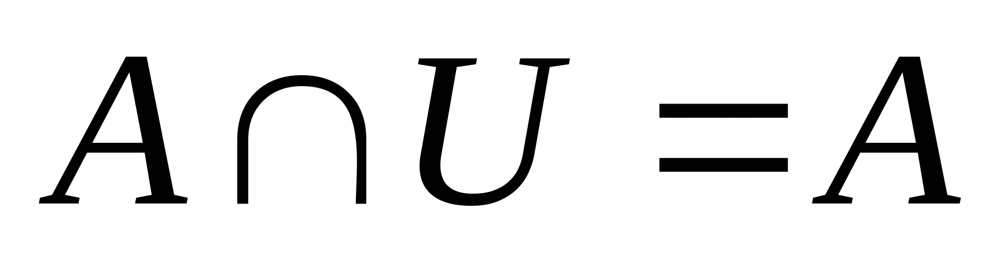 A ∩ U = A